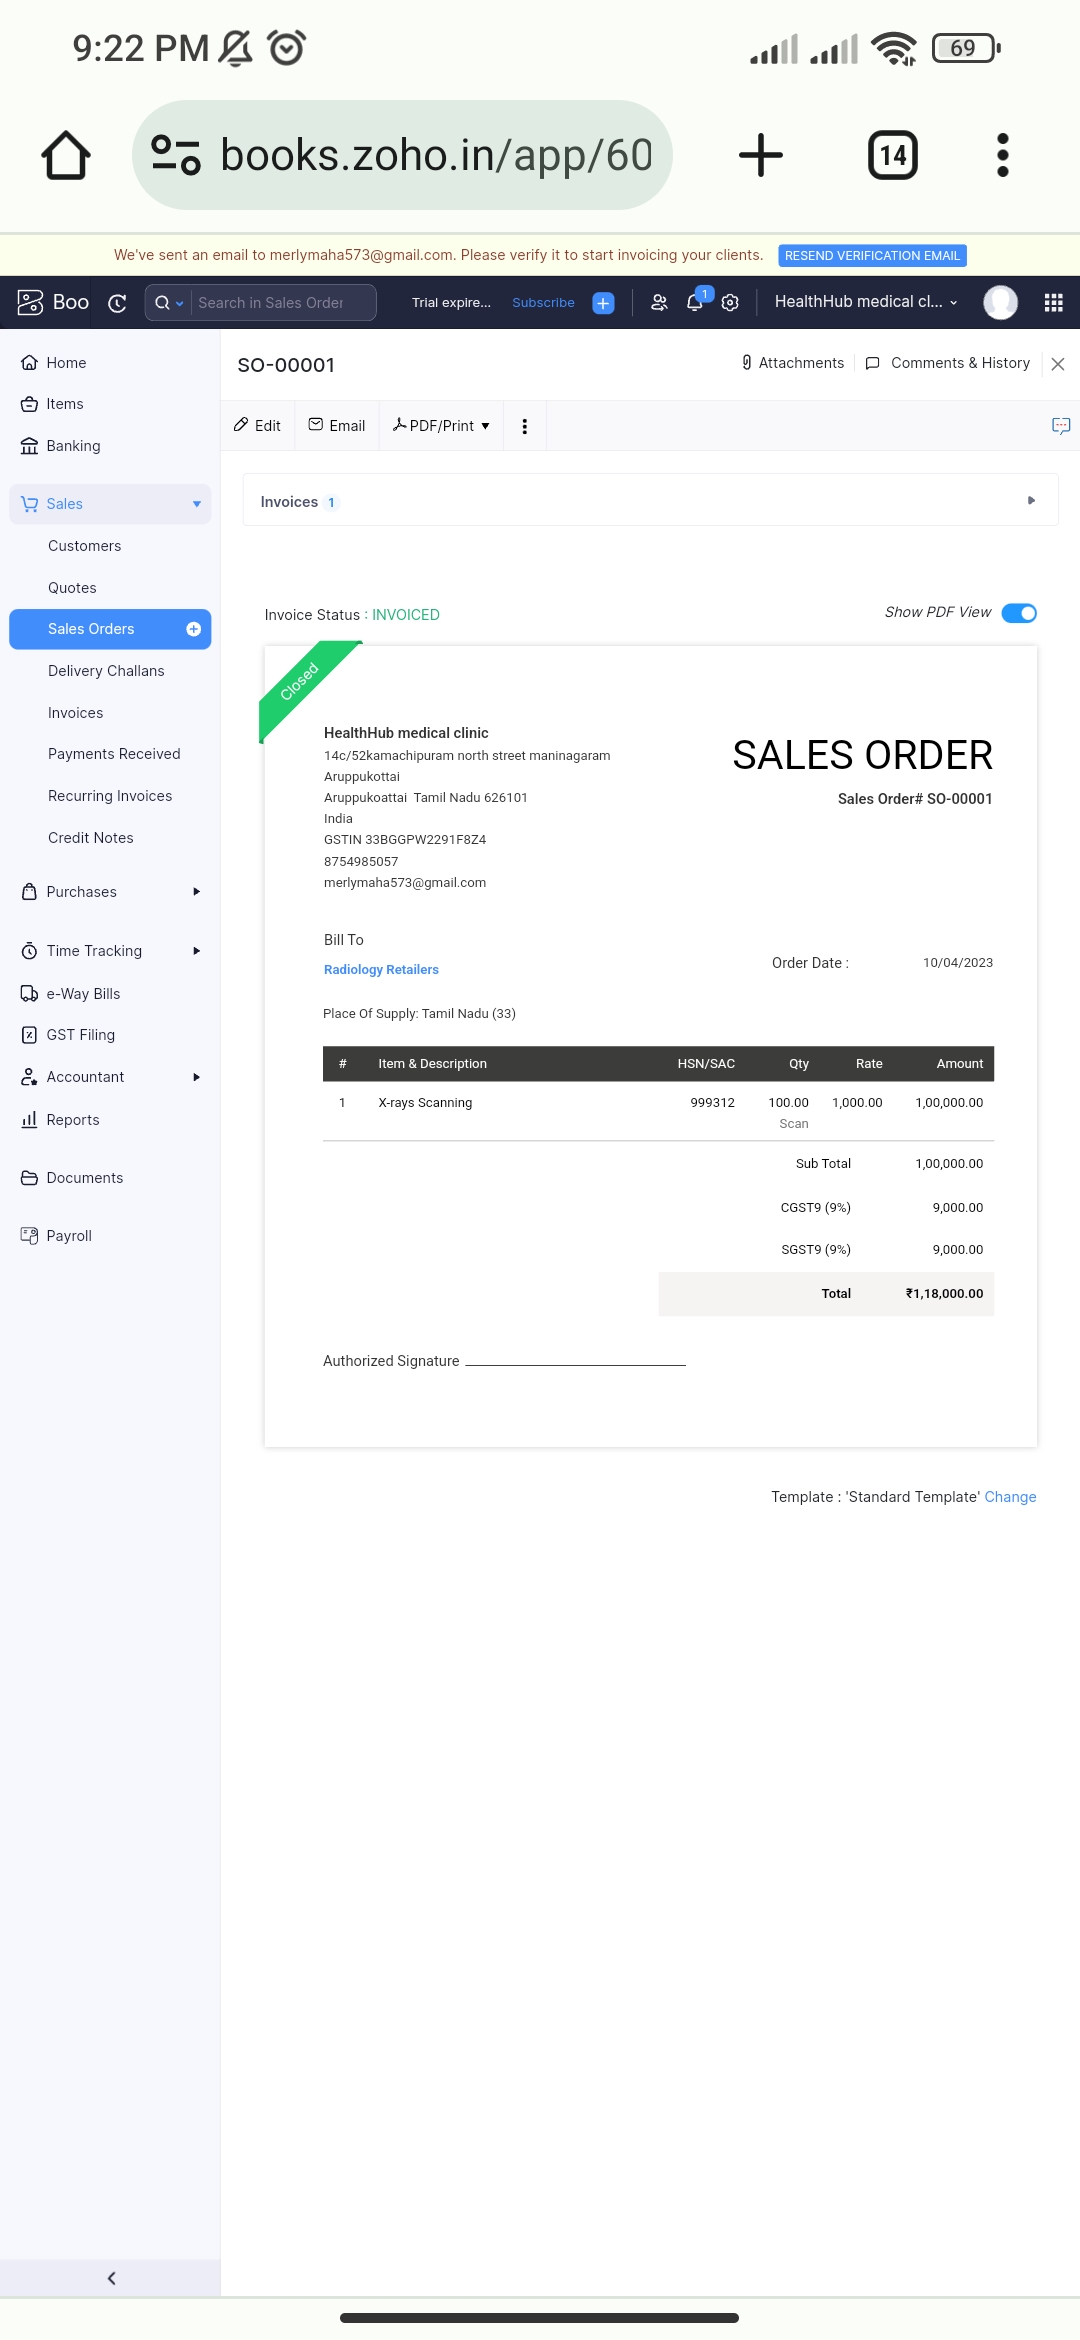 9:22 PM
69
books.zoho.in/app/60
14
We've sent an email to merlymaha573@gmail.com. Please verify it to start invoicing your clients. RESEND VERIFICATION EMAIL
Boo
Search in Sales Order
Trial expire... Subscribe
1
HealthHub medical cl...
Home
Items
Banking
Sales
Customers
Quotes
Sales Orders
Delivery Challans
Invoices
Payments Received
Recurring Invoices
Credit Notes
Purchases
Time Tracking
e-Way Bills
GST Filing
Accountant
Reports
Documents
Payroll
SO-00001
Attachments
Comments & History
Edit
Email
PDF/Print
Invoices 1
Invoice Status : INVOICED
Show PDF View
Closed
HealthHub medical clinic
14c/52kamachipuram north street maninagaram
Aruppukottai
Aruppukoattai Tamil Nadu 626101
India
GSTIN 33BGGPW2291F8Z4
8754985057
merlymaha573@gmail.com
SALES ORDER
Sales Order# SO-00001
Bill To
Radiology Retailers
Order Date : 10/04/2023
Place Of Supply: Tamil Nadu (33)
# Item & Description HSN/SAC Qty Rate Amount
1 X-rays Scanning 999312 100.00 1,000.00 1,00,000.00
Scan
Sub Total 1,00,000.00
CGST9 (9%) 9,000.00
SGST9 (9%) 9,000.00
Total ₹1,18,000.00
Authorized Signature
Template : 'Standard Template' Change